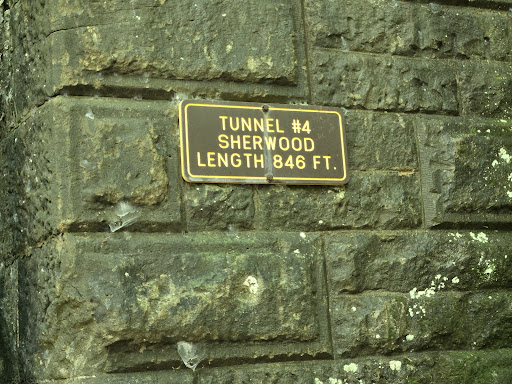 TUNNEL #4
SHERWOOD
LENGTH 846 FT.